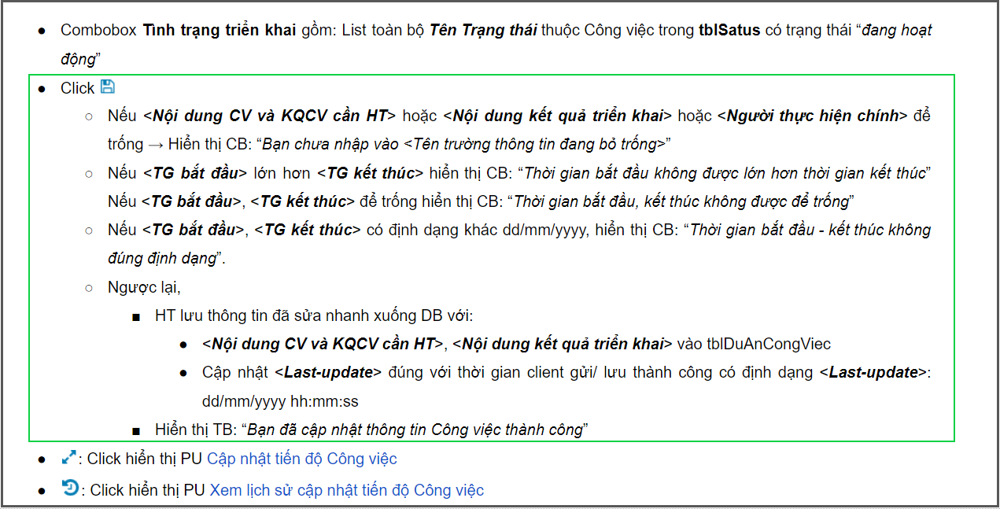 ● Combobox Tình trạng triển khai gồm: List toàn bộ Tên Trạng thái thuộc Công việc trong tblSatus có trạng thái “đang hoạt
động”
● Click
○ Nếu <Nội dung CV và KQCV cần HT> hoặc <Nội dung kết quả triển khai> hoặc <Người thực hiện chính> để
trống → Hiển thị CB: “Bạn chưa nhập vào <Tên trường thông tin đang bỏ trống>”
○ Nếu <TG bắt đầu> lớn hơn <TG kết thúc> hiển thị CB: “Thời gian bắt đầu không được lớn hơn thời gian kết thúc”
Nếu <TG bắt đầu>, <TG kết thúc> để trống hiển thị CB: “Thời gian bắt đầu, kết thúc không được để trống”
○ Nếu <TG bắt đầu>, <TG kết thúc> có định dạng khác dd/mm/yyyy, hiển thị CB: “Thời gian bắt đầu - kết thúc không
đúng định dạng”.
○ Ngược lại,
■ HT lưu thông tin đã sửa nhanh xuống DB với:
● <Nội dung CV và KQCV cần HT>, <Nội dung kết quả triển khai> vào tblDuAnCongViec
● Cập nhật <Last-update> đúng với thời gian client gửi/ lưu thành công có định dạng <Last-update>:
dd/mm/yyyy hh:mm:ss
■ Hiển thị TB: “Bạn đã cập nhật thông tin Công việc thành công”
● : Click hiển thị PU Cập nhật tiến độ Công việc
● : Click hiển thị PU Xem lịch sử cập nhật tiến độ Công việc